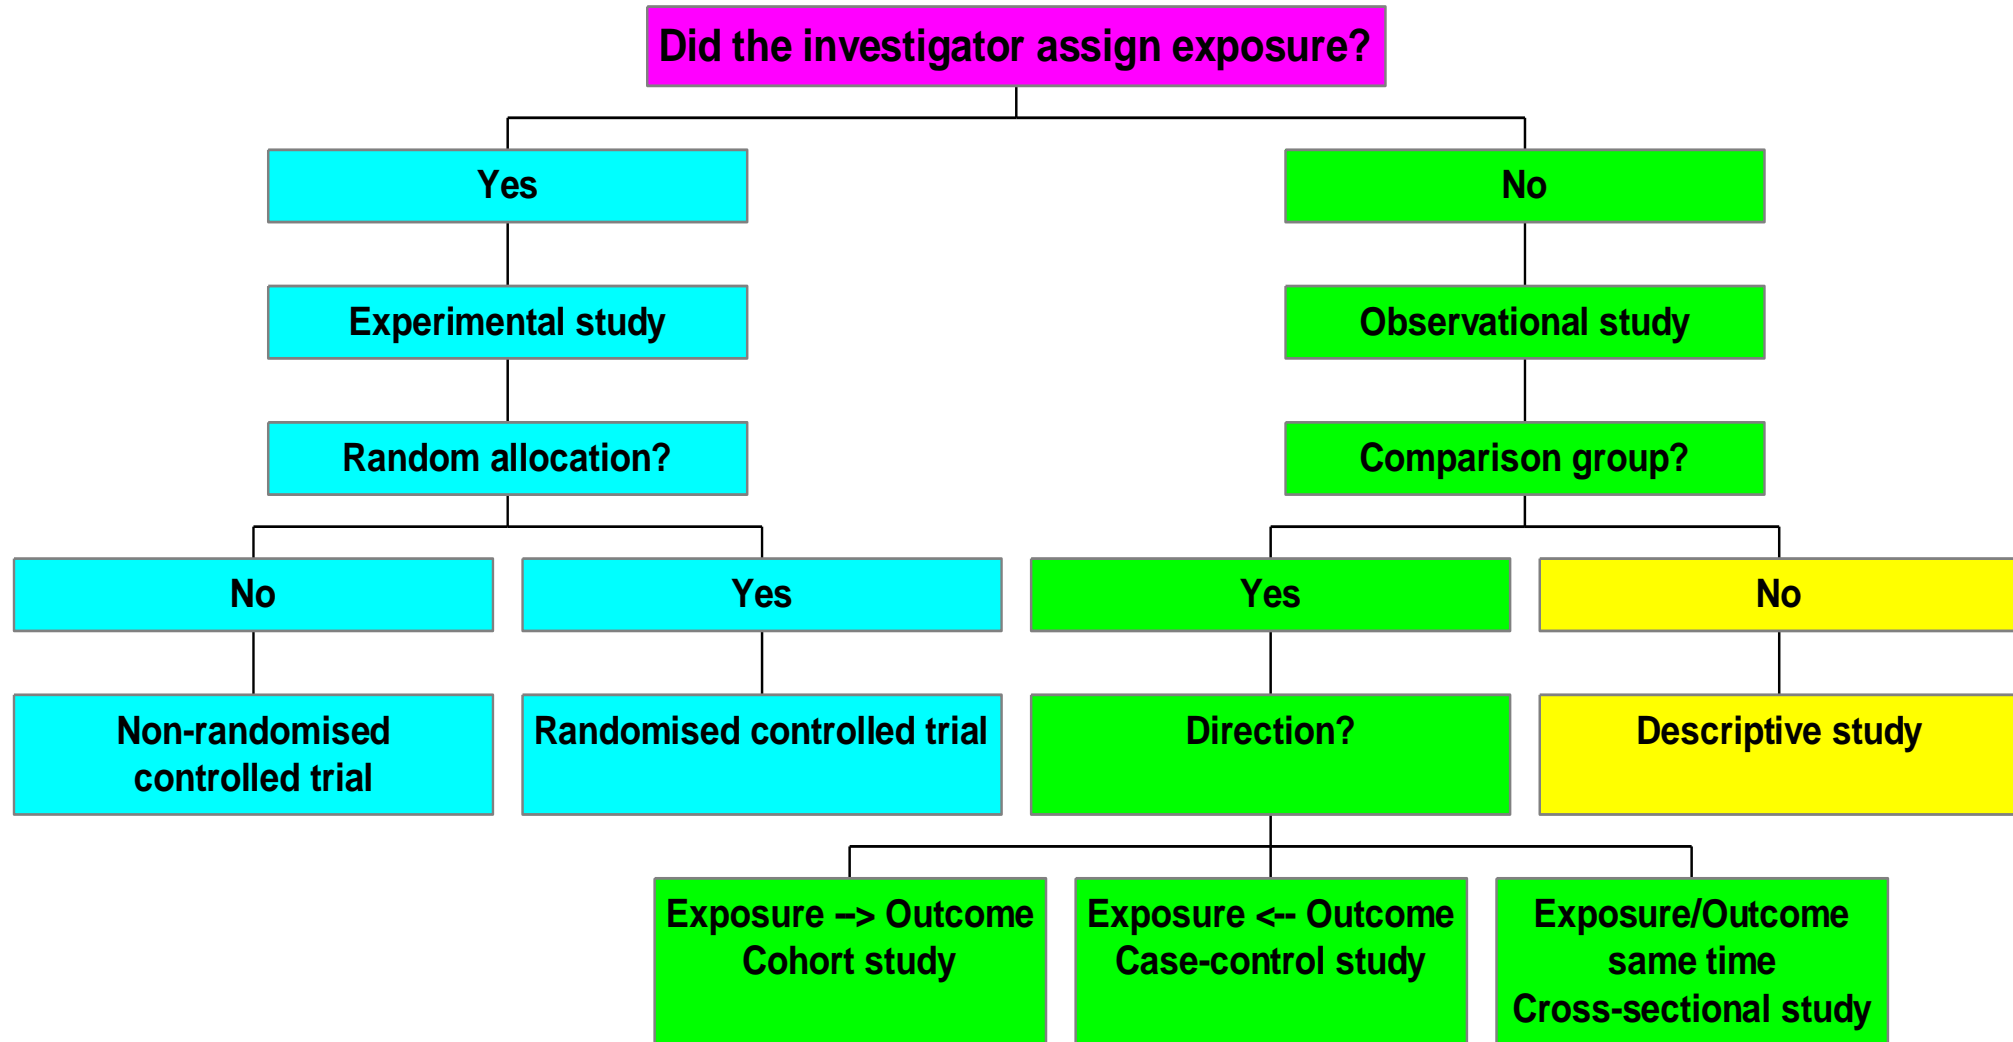 Did the investigator assign exposure?
Yes
No
Experimental study
Observational study
Random allocation?
Comparison group?
No
Yes
Yes
No
Non-randomised
controlled trial
Randomised controlled trial
Direction?
Descriptive study
Exposure --> Outcome
Cohort study
Exposure <-- Outcome
Case-control study
Exposure/Outcome
same time
Cross-sectional study